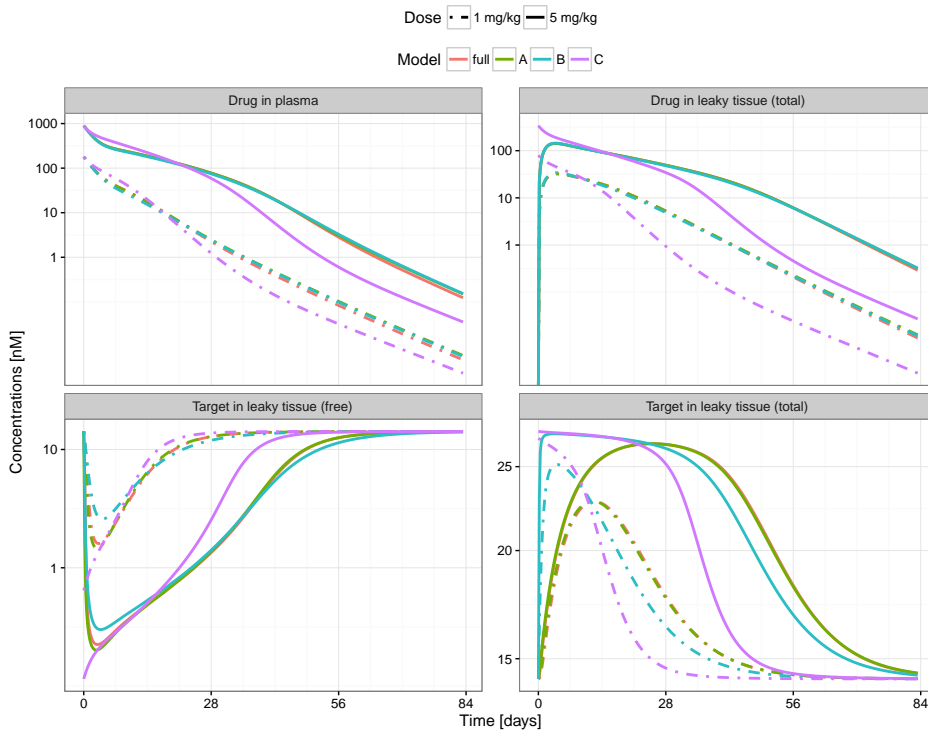 Dose 1 mg/kg 5 mg/kg
Model full A B C
Drug in plasma
Drug in leaky tissue (total)
1000
100
10
1
100
10
1
Target in leaky tissue (free)
Target in leaky tissue (total)
10
1
25
20
15
0 28 56 84
0 28 56 84
Time [days]
Concentrations [nM]